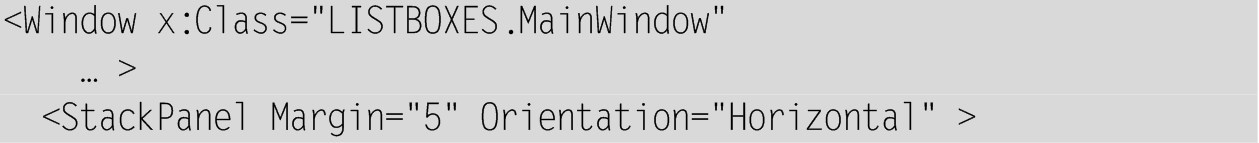 <Window x:Class="LISTBOXES.MainWindow"
… >
<StackPanel Margin="5" Orientation="Horizontal" >